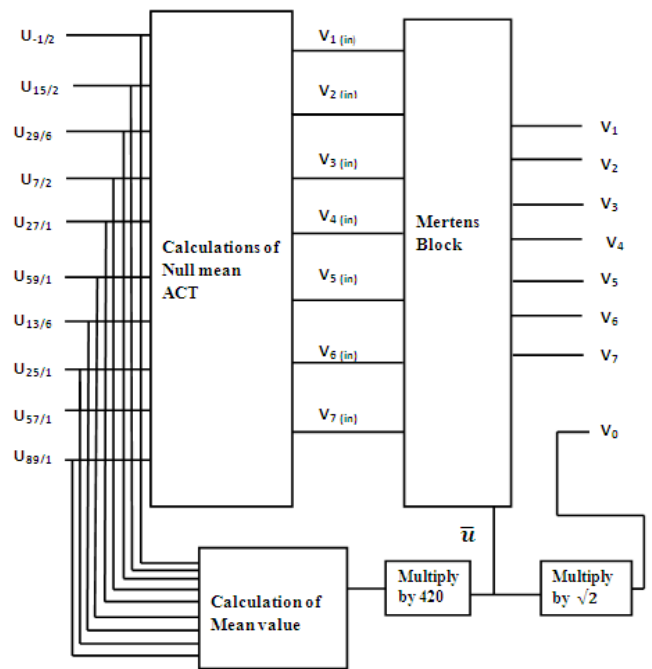 U-1/2
U15/2
U29/6
U7/2
U27/1
U59/1
U13/6
U25/1
U57/1
U89/1
Calculations of
Null mean
ACT
V1 (in)
V2 (in)
V3 (in)
V4 (in)
V5 (in)
V6 (in)
V7 (in)
Mertens
Block
V1
V2
V3
V4
V5
V6
V7
V0
u̅
Calculation of
Mean value
Multiply
by 420
Multiply
by √2